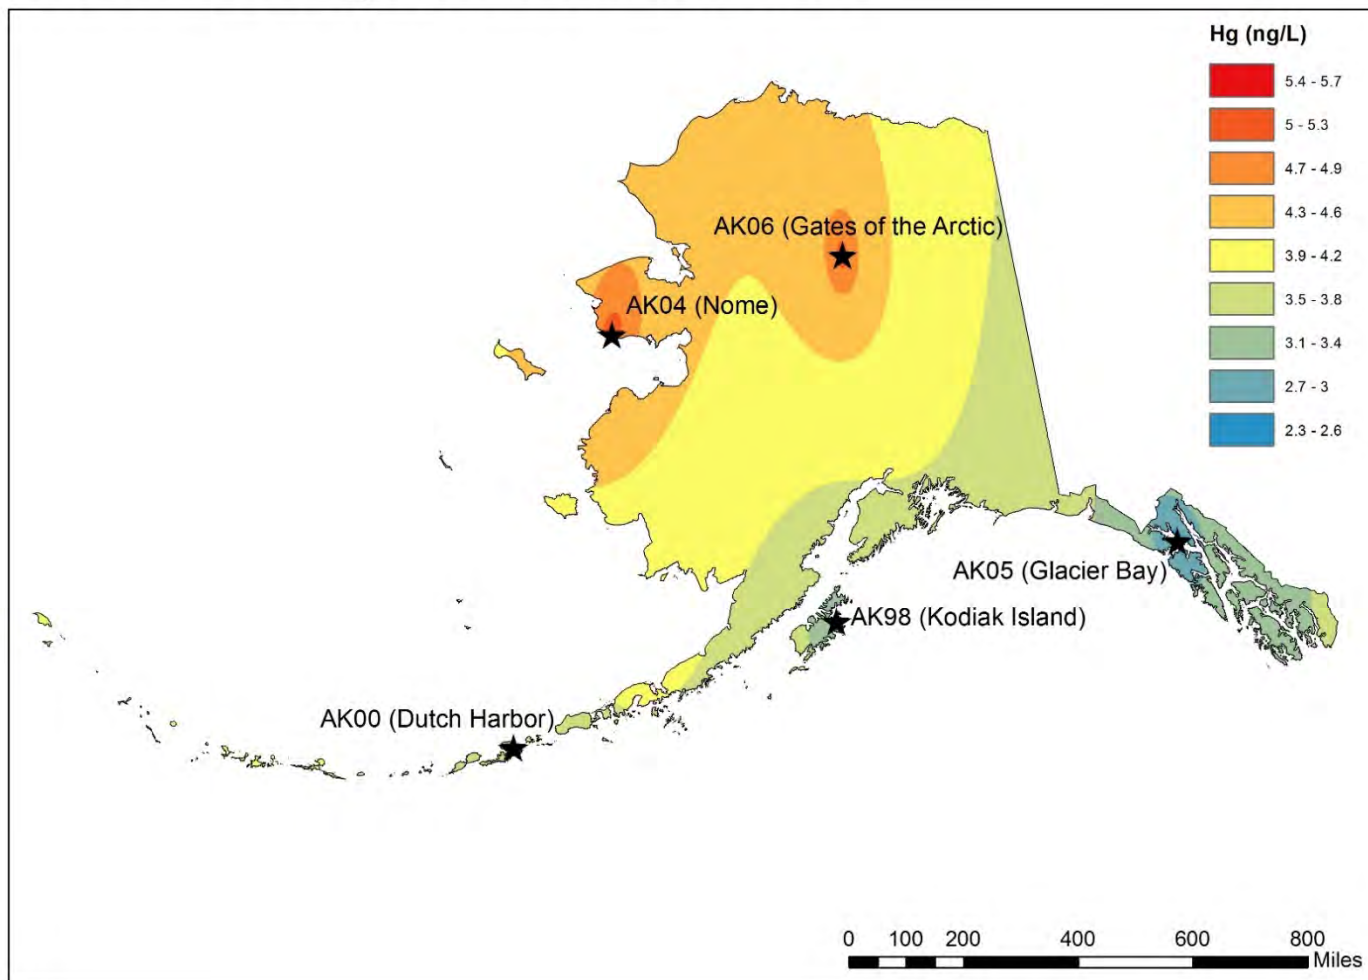 Hg (ng/L)
5.4 - 5.7
5 - 5.3
4.7 - 4.9
4.3 - 4.6
3.9 - 4.2
3.5 - 3.8
3.1 - 3.4
2.7 - 3
2.3 - 2.6
AK06 (Gates of the Arctic)
AK04 (Nome)
AK05 (Glacier Bay)
AK98 (Kodiak Island)
AK00 (Dutch Harbor)
0 100 200 400 600 800
Miles